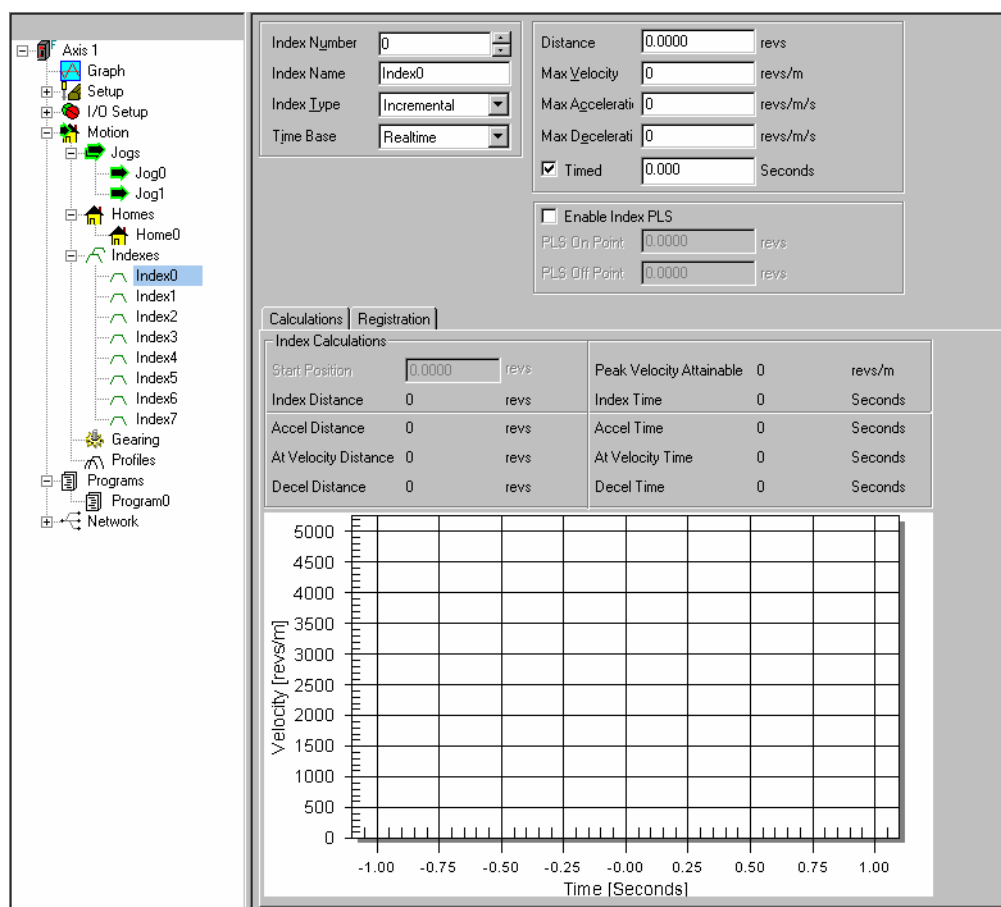 Axis 1
Graph
Setup
I/O Setup
Motion
Jogs
Jog0
Jog1
Homes
Home0
Indexes
Index0
Index1
Index2
Index3
Index4
Index5
Index6
Index7
Gearing
Profiles
Programs
Program0
Network
Index Number 0
Index Name Index0
Index Type Incremental
Time Base Realtime
Distance 0.0000 revs
Max Velocity 0 revs/m
Max Accelerati 0 revs/m/s
Max Decelerati 0 revs/m/s
Timed 0.000 Seconds
Enable Index PLS
PLS On Point 0.0000 revs
PLS Off Point 0.0000 revs
Calculations Registration
Index Calculations
Start Position 0.0000 revs Peak Velocity Attainable 0 revs/m
Index Distance 0 revs Index Time 0 Seconds
Accel Distance 0 revs Accel Time 0 Seconds
At Velocity Distance 0 revs At Velocity Time 0 Seconds
Decel Distance 0 revs Decel Time 0 Seconds
Velocity [revs/m]
5000
4500
4000
3500
3000
2500
2000
1500
1000
500
0
-1.00 -0.75 -0.50 -0.25 -0.00 0.25 0.50 0.75 1.00
Time [Seconds]